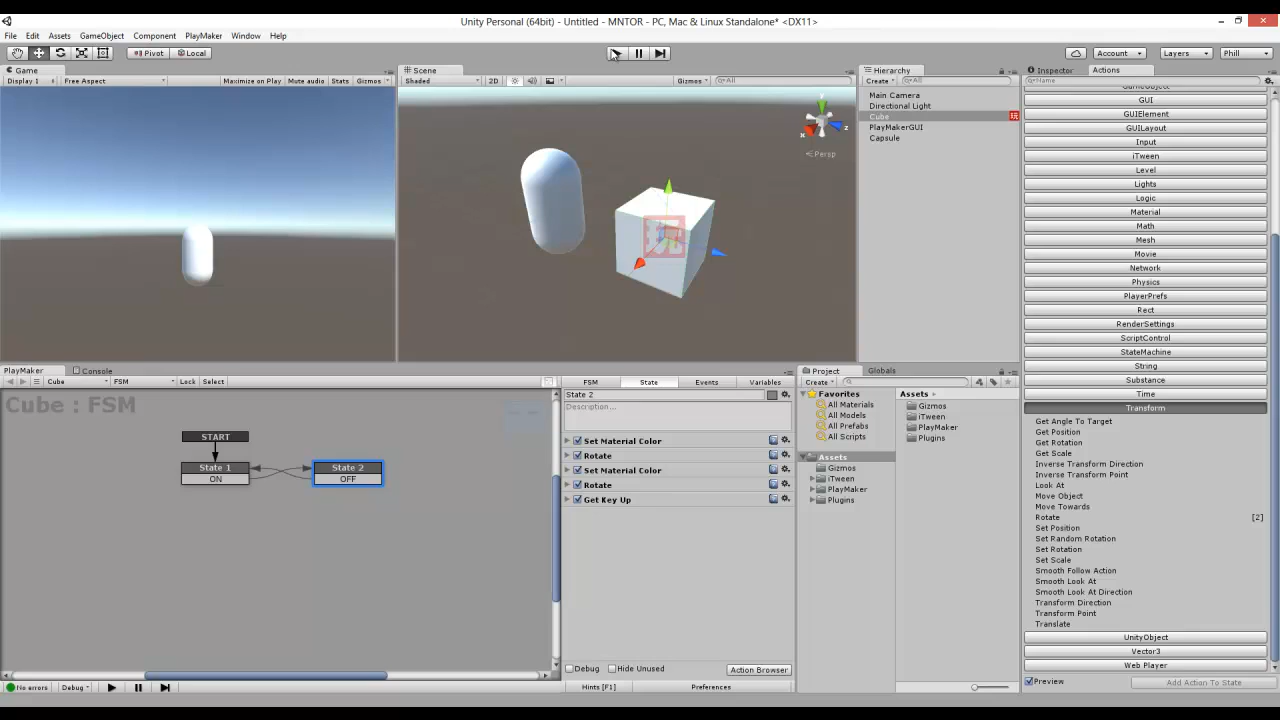 Unity Personal (64bit) - Untitled - MNTOR - PC, Mac & Linux Standalone* <DX11>
File Edit Assets GameObject Component PlayMaker Window Help
Pivot Local Account Layers Phill
Game Scene Hierarchy Inspector Actions
Display 1 Free Aspect Maximize on Play Mute audio Stats Gizmos Shaded 2D Gizmos All Create All Name
GameObject
Main Camera
Directional Light
Cube
PlayMakerGUI
Capsule
y
x
z
Persp
玩
GUI
GUIElement
GUILayout
Input
iTween
Level
Lights
Logic
Material
Math
Mesh
Movie
Network
Physics
PlayerPrefs
Rect
RenderSettings
ScriptControl
StateMachine
String
Substance
Time
Transform
Get Angle To Target
Get Position
Get Rotation
Get Scale
Inverse Transform Direction
Inverse Transform Point
Look At
Move Object
Move Towards
Rotate [2]
Set Position
Set Random Rotation
Set Rotation
Set Scale
Smooth Follow Action
Smooth Look At
Smooth Look At Direction
Transform Direction
Transform Point
Translate
UnityObject
Vector3
Web Player
Preview Add Action To State
PlayMaker Console
Cube FSM Lock Select
Cube : FSM
START
State 1 State 2
ON OFF
No errors Debug
FSM State Events Variables
State 2
Description...
Set Material Color
Rotate
Set Material Color
Rotate
Get Key Up
Debug Hide Unused Action Browser
Hints [F1] Preferences
Project Globals
Create
Favorites
All Materials
All Models
All Prefabs
All Scripts
Assets
Gizmos
iTween
PlayMaker
Plugins
Assets
Gizmos
iTween
PlayMaker
Plugins